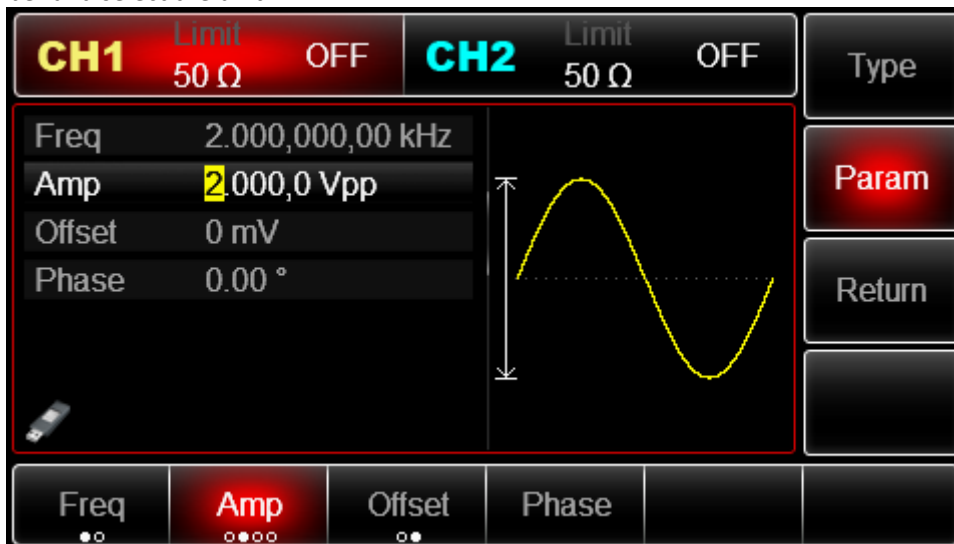 CH1 Limit 50 Ω OFF
CH2 Limit 50 Ω OFF
Type
Freq 2.000,000,00 kHz
Amp 2.000,0 Vpp
Offset 0 mV
Phase 0.00 °
Param
Return
Freq Amp Offset Phase